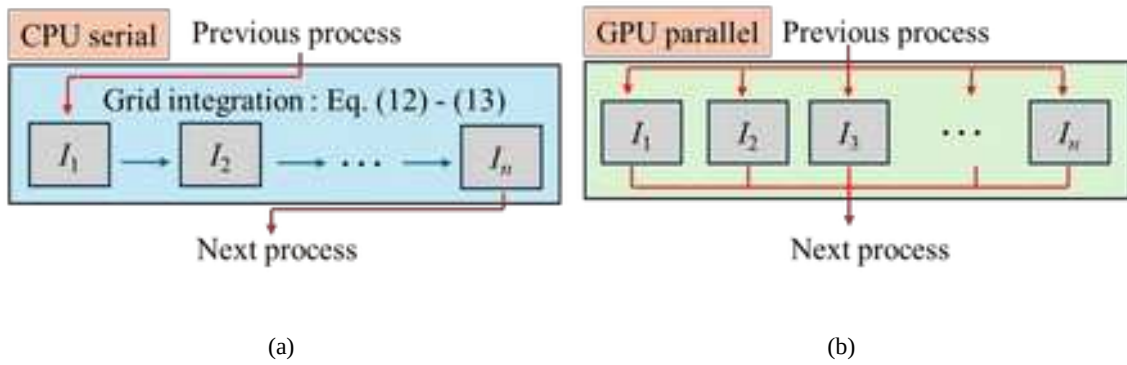 CPU serial
Previous process
Grid integration : Eq. (12) - (13)
I₁ I₂ ··· Iₙ
Next process
(a)
GPU parallel
Previous process
I₁ I₂ I₃ ··· Iₙ
Next process
(b)